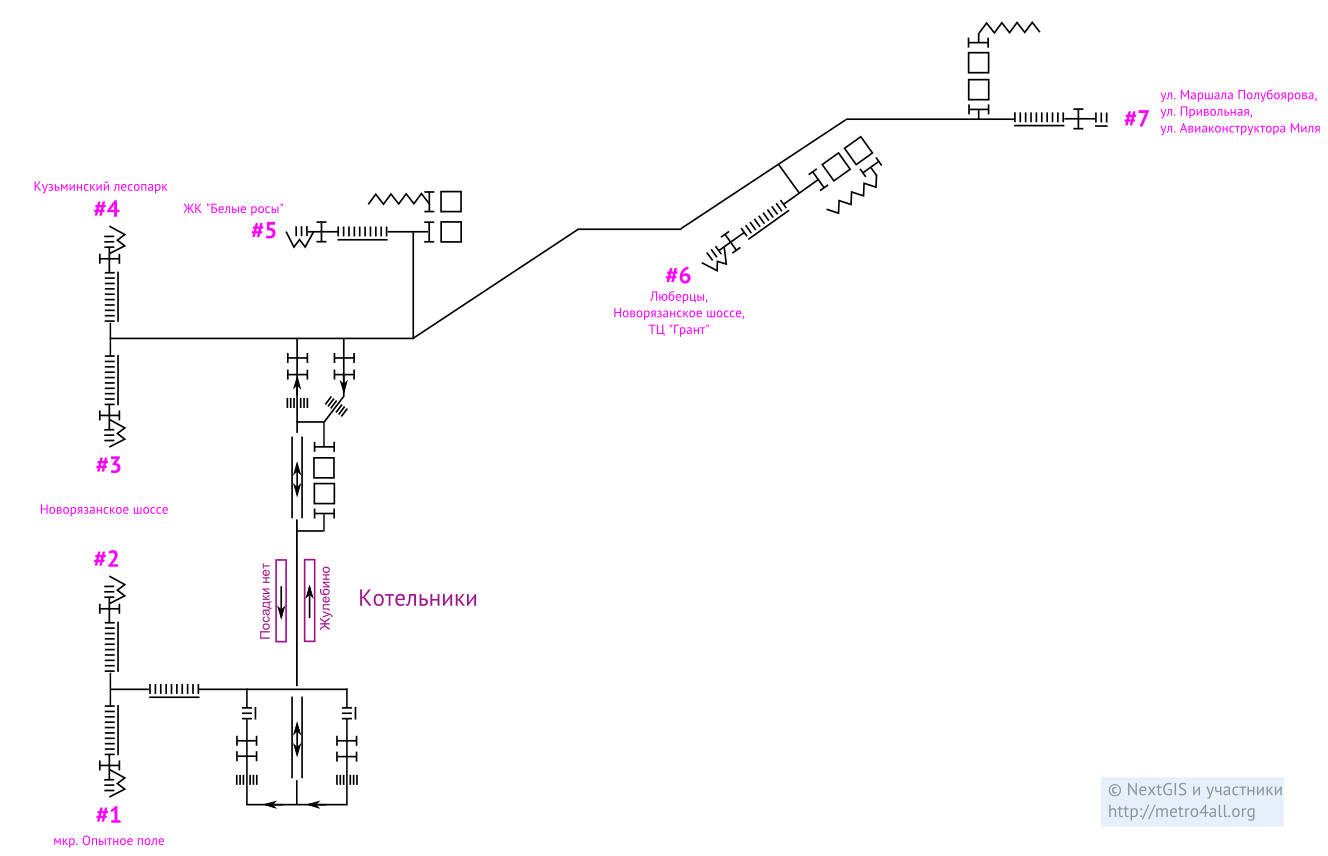 ул. Маршала Полубоярова,
#7 ул. Привольная,
ул. Авиаконструктора Миля
Кузьминский лесопарк
#4
ЖК "Белые росы"
#5
#6
Люберцы,
Новорязанское шоссе,
ТЦ "Грант"
#3
Новорязанское шоссе
#2
Посадки нет
Жулебино
Котельники
#1
мкр. Опытное поле
© NextGIS и участники
http://metro4all.org